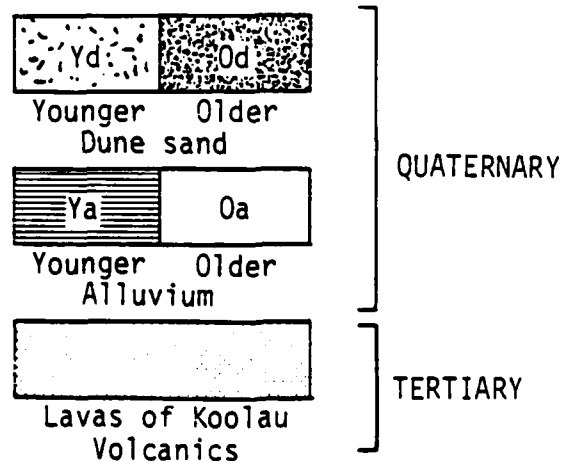 Yd Od
Younger Older
Dune sand
QUATERNARY
Ya Oa
Younger Older
Alluvium
Lavas of Koolau
Volcanics
TERTIARY